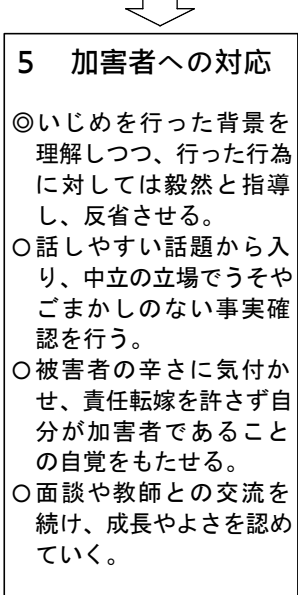 5　加害者への対応
◎いじめを行った背景を
理解しつつ、行った行為
に対しては毅然と指導
し、反省させる。
○話しやすい話題から入
り、中立の立場でうそや
ごまかしのない事実確
認を行う。
○被害者の辛さに気付か
せ、責任転嫁を許さず自
分が加害者であること
の自覚をもたせる。
○面談や教師との交流を
続け、成長やよさを認め
ていく。